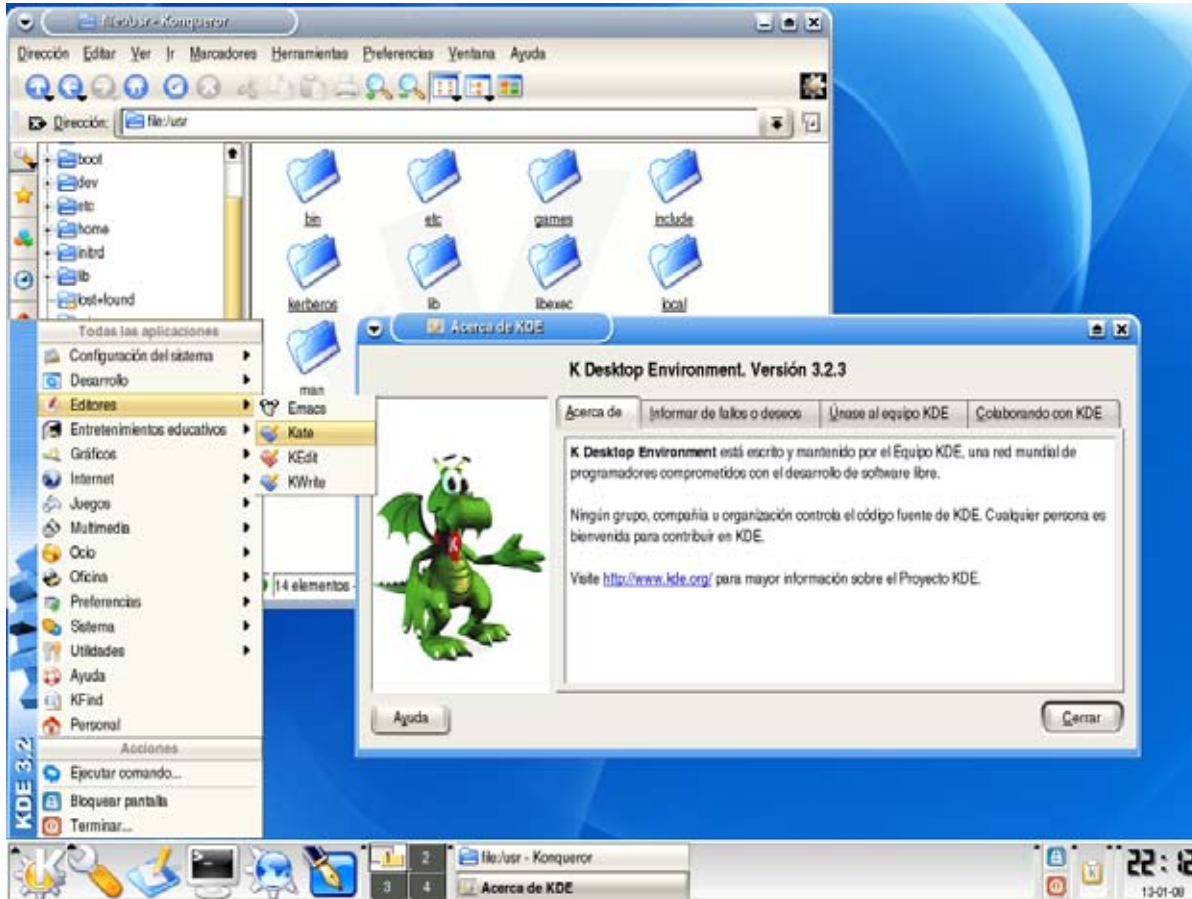 file:/usr - Konqueror
Dirección Editar Ver Ir Marcadores Herramientas Preferencias Ventana Ayuda
Dirección: file:/usr
boot
dev
etc
home
initrd
lib
lost+found
bin etc games include
kerberos lib libexec local
man
14 elementos -
Todas las aplicaciones
Configuración del sistema
Desarrollo
Editores
Entretenimientos educativos
Gráficos
Internet
Juegos
Multimedia
Ocio
Oficina
Preferencias
Sistema
Utilidades
Ayuda
KFind
Personal
Acciones
Ejecutar comando...
Bloquear pantalla
Terminar...
KDE 3.2
Emacs
Kate
KEdit
KWrite
Acerca de KDE
K Desktop Environment. Versión 3.2.3
Acerca de Informar de fallos o deseos Únase al equipo KDE Colaborando con KDE
K Desktop Environment está escrito y mantenido por el Equipo KDE, una red mundial de
programadores comprometidos con el desarrollo de software libre.
Ningún grupo, compañía u organización controla el código fuente de KDE. Cualquier persona es
bienvenida para contribuir en KDE.
Visite http://www.kde.org/ para mayor información sobre el Proyecto KDE.
Ayuda
Cerrar
1 2
3 4
file:/usr - Konqueror
Acerca de KDE
22:12
13-01-08